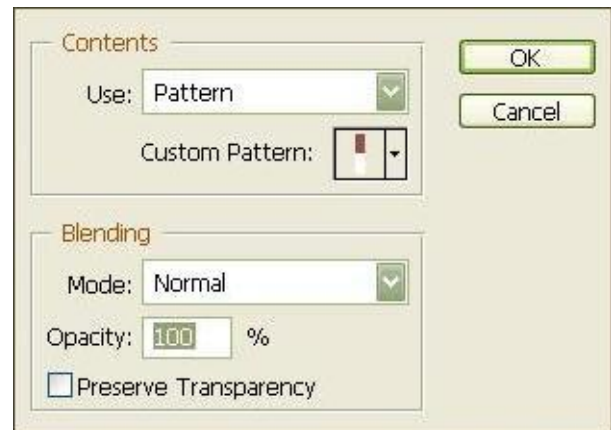 Contents
Use: Pattern
Custom Pattern:
OK
Cancel
Blending
Mode: Normal
Opacity: 100 %
Preserve Transparency